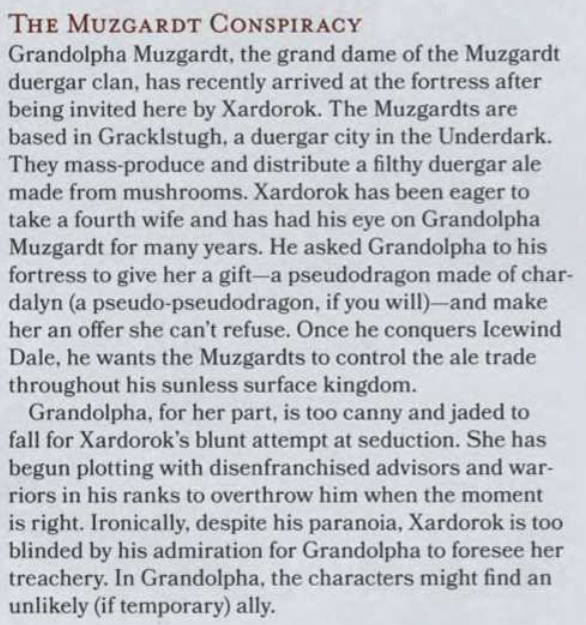 THE MUZGARDT CONSPIRACY
Grandolpha Muzgardt, the grand dame of the Muzgardt
duergar clan, has recently arrived at the fortress after
being invited here by Xardorok. The Muzgardts are
based in Gracklstugh, a duergar city in the Underdark.
They mass-produce and distribute a filthy duergar ale
made from mushrooms. Xardorok has been eager to
take a fourth wife and has had his eye on Grandolpha
Muzgardt for many years. He asked Grandolpha to his
fortress to give her a gift—a pseudodragon made of char-
dalyn (a pseudo-pseudodragon, if you will)—and make
her an offer she can't refuse. Once he conquers Icewind
Dale, he wants the Muzgardts to control the ale trade
throughout his sunless surface kingdom.
Grandolpha, for her part, is too canny and jaded to
fall for Xardorok's blunt attempt at seduction. She has
begun plotting with disenfranchised advisors and war-
riors in his ranks to overthrow him when the moment
is right. Ironically, despite his paranoia, Xardorok is too
blinded by his admiration for Grandolpha to foresee her
treachery. In Grandolpha, the characters might find an
unlikely (if temporary) ally.